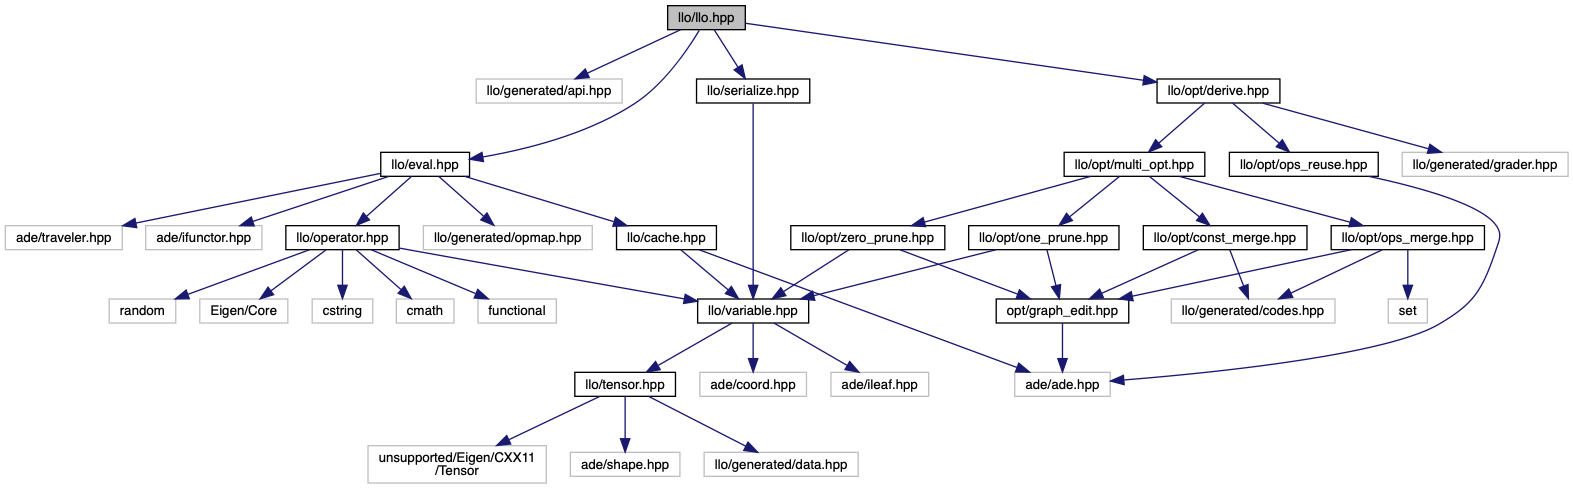 llo/llo.hpp
llo/generated/api.hpp
llo/serialize.hpp
llo/opt/derive.hpp
llo/eval.hpp
llo/opt/multi_opt.hpp
llo/opt/ops_reuse.hpp
llo/generated/grader.hpp
ade/traveler.hpp
ade/ifunctor.hpp
llo/operator.hpp
llo/generated/opmap.hpp
llo/cache.hpp
llo/opt/zero_prune.hpp
llo/opt/one_prune.hpp
llo/opt/const_merge.hpp
llo/opt/ops_merge.hpp
random
Eigen/Core
cstring
cmath
functional
llo/variable.hpp
opt/graph_edit.hpp
llo/generated/codes.hpp
set
llo/tensor.hpp
ade/coord.hpp
ade/ileaf.hpp
ade/ade.hpp
unsupported/Eigen/CXX11
/Tensor
ade/shape.hpp
llo/generated/data.hpp